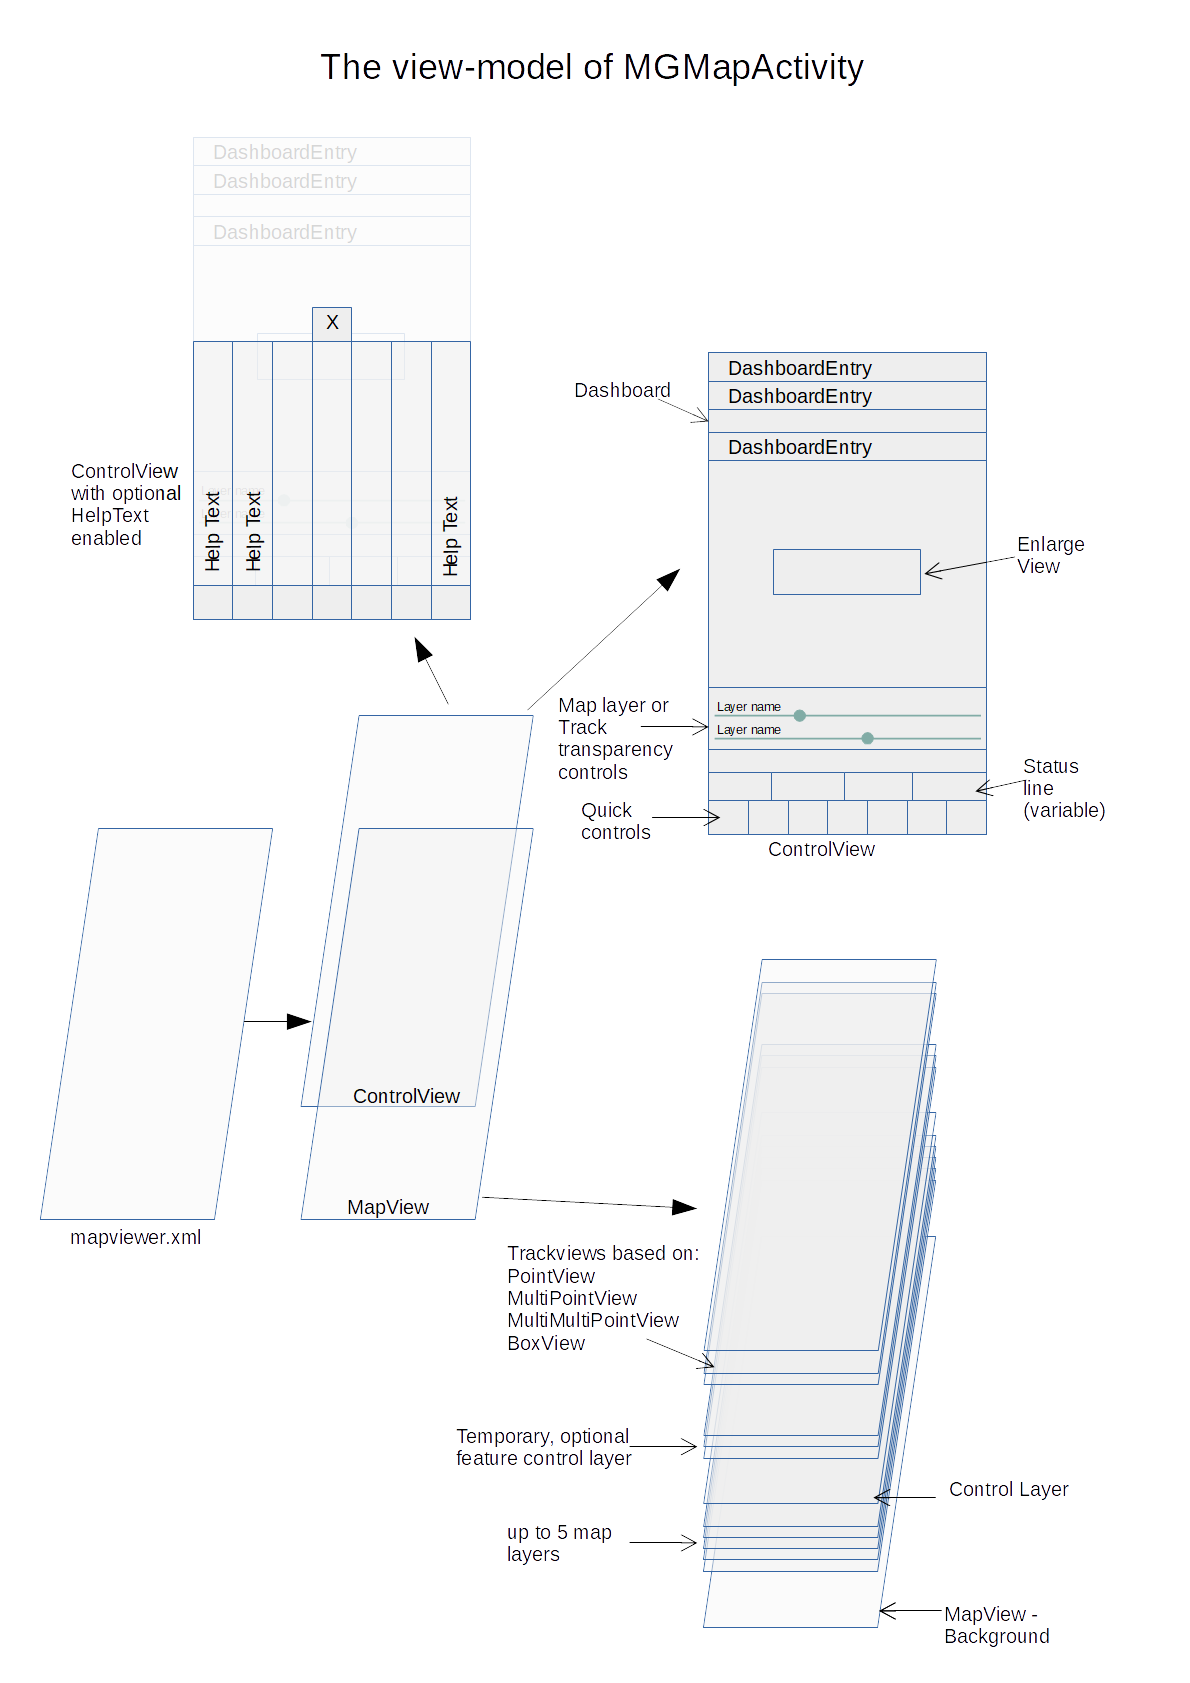 The view-model of MGMapActivity
DashboardEntry
DashboardEntry
DashboardEntry
X
ControlView
with optional
HelpText
enabled
Layer name
Help Text
Help Text
Help Text
Dashboard
DashboardEntry
DashboardEntry
DashboardEntry
Enlarge
View
Map layer or
Track
transparency
controls
Layer name
Layer name
Status
line
(variable)
Quick
controls
ControlView
ControlView
MapView
mapviewer.xml
Trackviews based on:
PointView
MultiPointView
MultiMultiPointView
BoxView
Temporary, optional
feature control layer
Control Layer
up to 5 map
layers
MapView -
Background